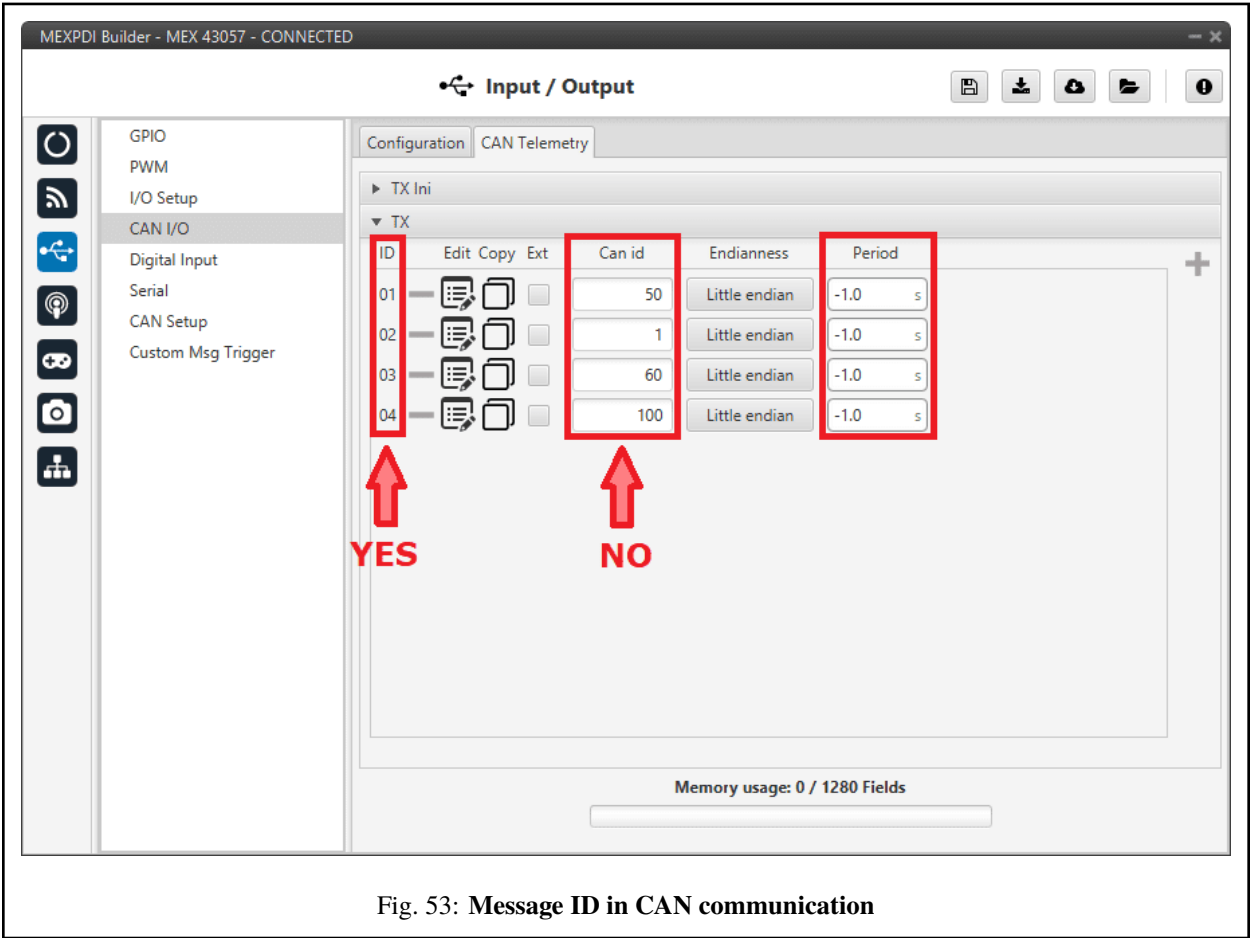 MEXPDI Builder - MEX 43057 - CONNECTED
Input / Output
GPIO
PWM
I/O Setup
CAN I/O
Digital Input
Serial
CAN Setup
Custom Msg Trigger
Configuration CAN Telemetry
TX Ini
TX
ID Edit Copy Ext Can id Endianness Period
01 50 Little endian -1.0 s
02 1 Little endian -1.0 s
03 60 Little endian -1.0 s
04 100 Little endian -1.0 s
YES NO
Memory usage: 0 / 1280 Fields
Fig. 53: Message ID in CAN communication